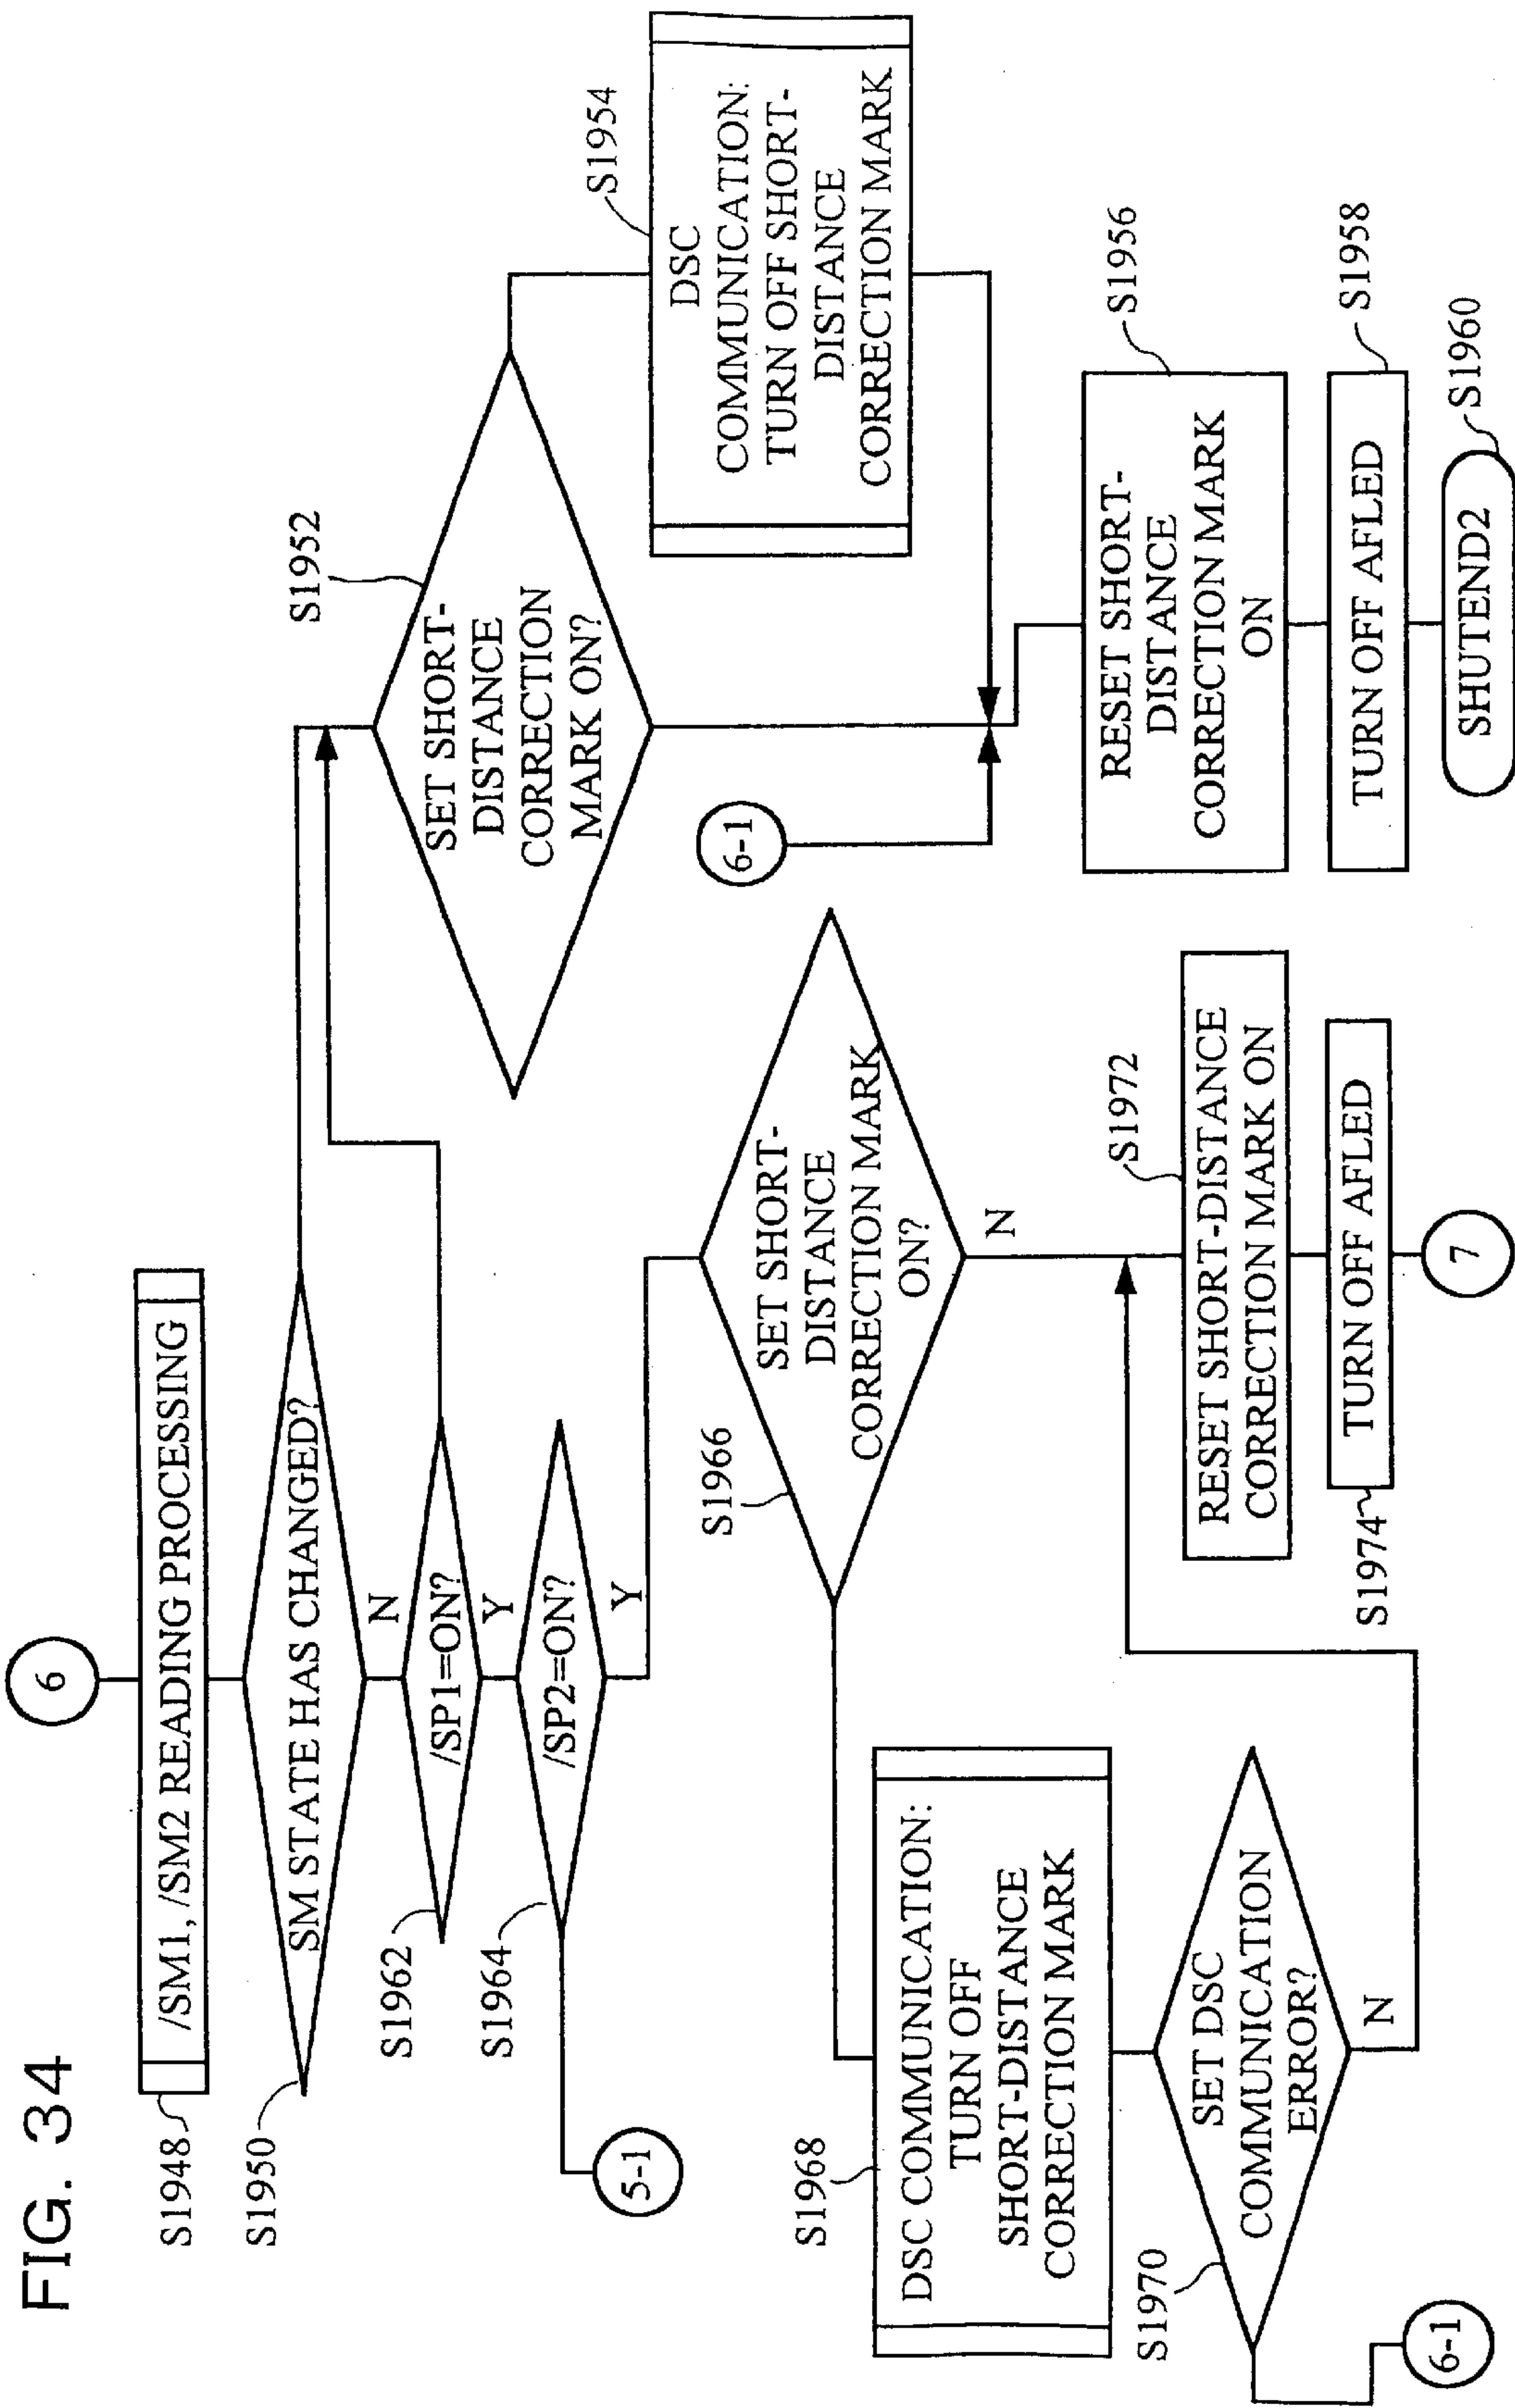 FIG. 34
6
S1948
/SM1, /SM2 READING PROCESSING
S1950
SM STATE HAS CHANGED?
N
S1962
/SP1=ON?
Y
S1964
/SP2=ON?
Y
5-1
S1952
SET SHORT-
DISTANCE
CORRECTION
MARK ON?
S1954
DSC
COMMUNICATION:
TURN OFF SHORT-
DISTANCE
CORRECTION MARK
6-1
S1956
RESET SHORT-
DISTANCE
CORRECTION MARK
ON
S1958
TURN OFF AFLED
S1960
SHUTEND2
S1966
SET SHORT-
DISTANCE
CORRECTION MARK
ON?
N
S1968
DSC COMMUNICATION:
TURN OFF
SHORT-DISTANCE
CORRECTION MARK
S1970
SET DSC
COMMUNICATION
ERROR?
N
6-1
S1972
RESET SHORT-DISTANCE
CORRECTION MARK ON
S1974
TURN OFF AFLED
7